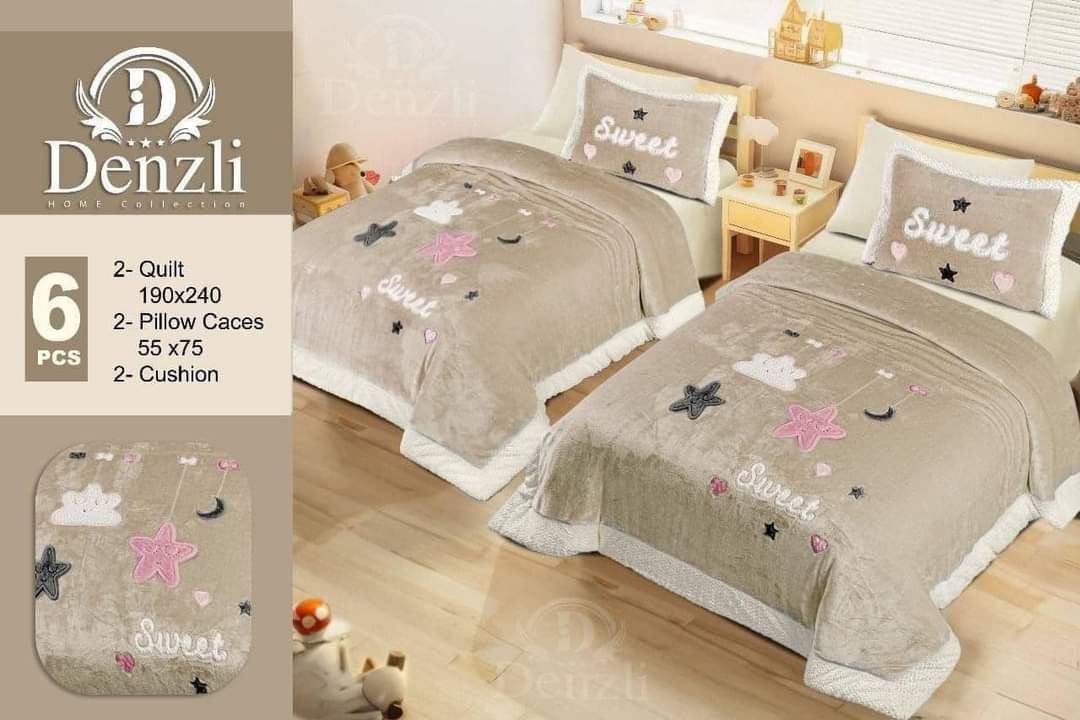 Denzli
HOME Collection
6
PCS
2- Quilt
190x240
2- Pillow Caces
55 x75
2- Cushion
Sweet
Denzli
Sweet
Sweet
Sweet
Sweet
Denzli